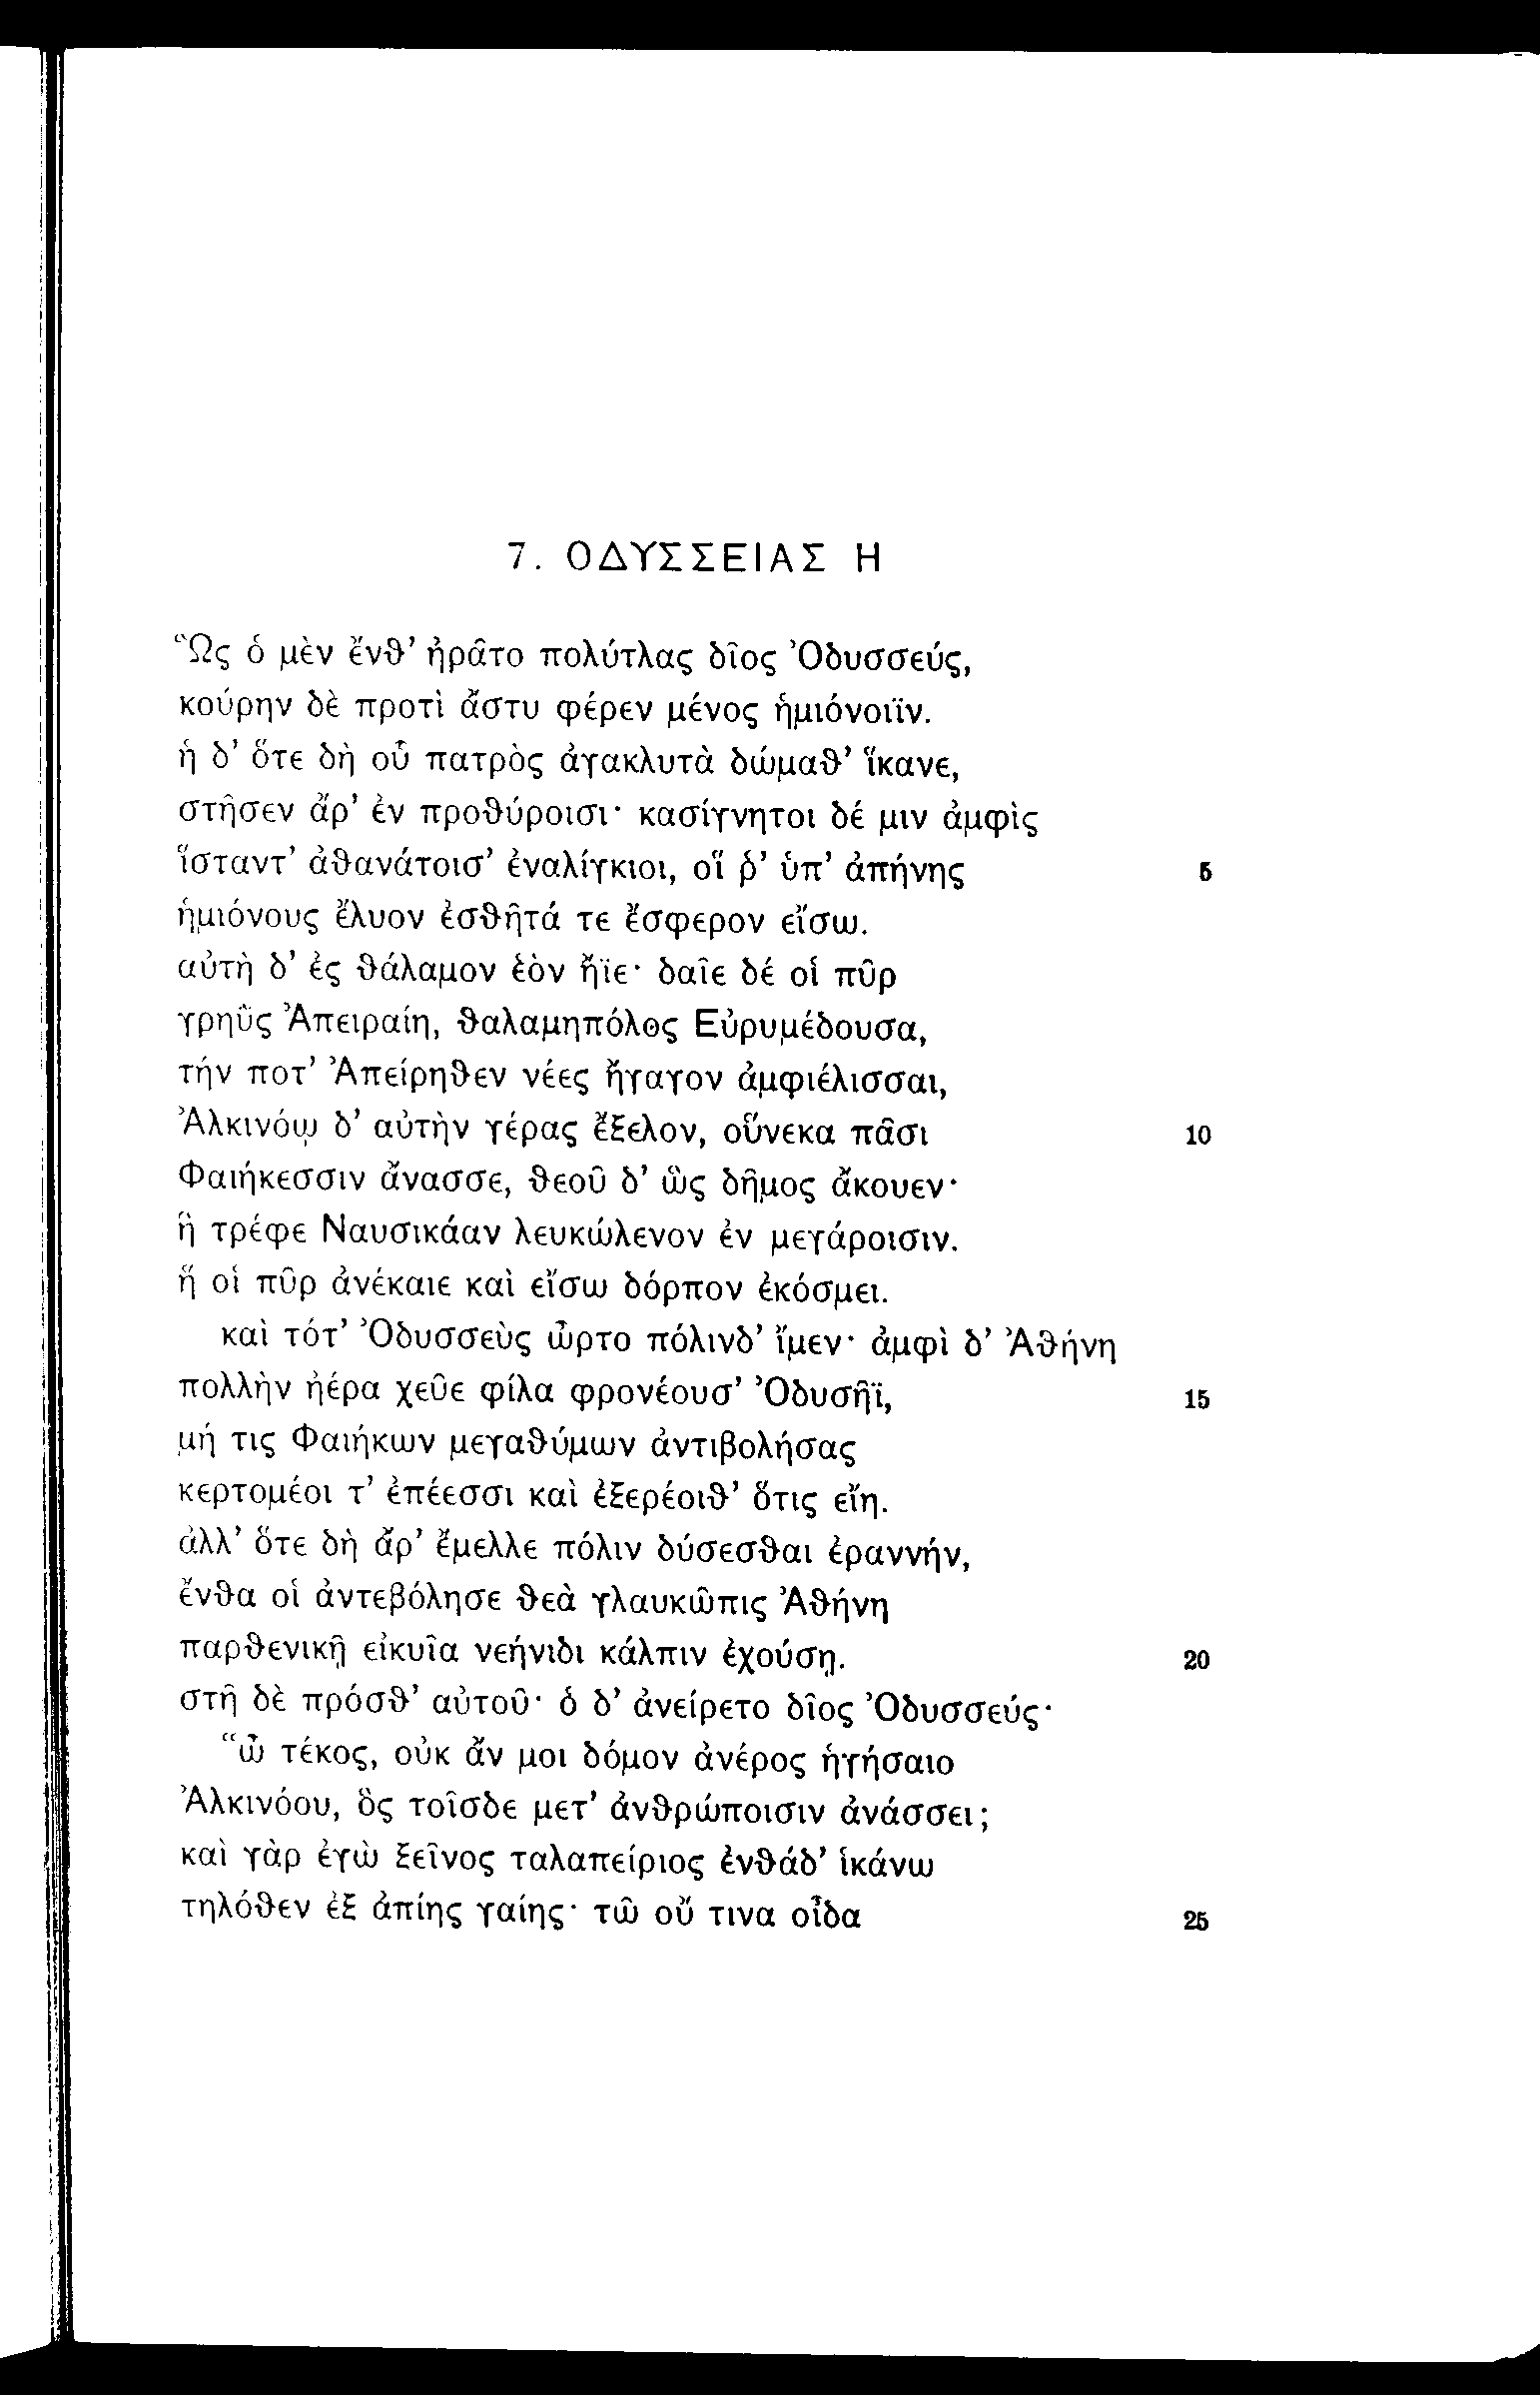 7. ΟΔΥΣΣΕΙΑΣ Η
Ὣς ὁ μὲν ἔνϑ’ ἠρᾶτο πολύτλας δῖος Ὀδυσσεύς,
κούρην δὲ προτὶ ἄστυ φέρεν μένος ἡμιόνοιϊν.
ἡ δ’ ὅτε δὴ οὗ πατρὸς ἀγακλυτὰ δώμαϑ’ ἵκανε,
στῆσεν ἄρ’ ἐν προϑύροισι· κασίγνητοι δέ μιν ἀμφὶς
ἵσταντ’ ἀϑανάτοισ’ ἐναλίγκιοι, οἵ ῥ’ ὑπ’ ἀπήνης 5
ἡμιόνους ἔλυον ἐσϑῆτά τε ἔσφερον εἴσω.
αὐτὴ δ’ ἐς ϑάλαμον ἑὸν ἤϊε· δαῖε δέ οἱ πῦρ
γρηῢς Ἀπειραίη, ϑαλαμηπόλος Εὐρυμέδουσα,
τήν ποτ’ Ἀπείρηϑεν νέες ἤγαγον ἀμφιέλισσαι,
Ἀλκινόῳ δ’ αὐτὴν γέρας ἔξελον, οὕνεκα πᾶσι 10
Φαιήκεσσιν ἄνασσε, ϑεοῦ δ’ ὣς δῆμος ἄκουεν·
ἣ τρέφε Ναυσικάαν λευκώλενον ἐν μεγάροισιν.
ἥ οἱ πῦρ ἀνέκαιε καὶ εἴσω δόρπον ἐκόσμει.
καὶ τότ’ Ὀδυσσεὺς ὦρτο πόλινδ’ ἴμεν· ἀμφὶ δ’ Ἀϑήνη
πολλὴν ἠέρα χεῦε φίλα φρονέουσ’ Ὀδυσῆϊ, 15
μή τις Φαιήκων μεγαϑύμων ἀντιβολήσας
κερτομέοι τ’ ἐπέεσσι καὶ ἐξερέοιϑ’ ὅτις εἴη.
ἀλλ’ ὅτε δὴ ἄρ’ ἔμελλε πόλιν δύσεσϑαι ἐραννήν,
ἔνϑα οἱ ἀντεβόλησε ϑεὰ γλαυκῶπις Ἀϑήνη
παρϑενικῇ εἰκυῖα νεήνιδι κάλπιν ἐχούσῃ. 20
στῆ δὲ πρόσϑ’ αὐτοῦ· ὁ δ’ ἀνείρετο δῖος Ὀδυσσεύς·
“ὦ τέκος, οὐκ ἄν μοι δόμον ἀνέρος ἡγήσαιο
Ἀλκινόου, ὃς τοῖσδε μετ’ ἀνϑρώποισιν ἀνάσσει;
καὶ γὰρ ἐγὼ ξεῖνος ταλαπείριος ἐνϑάδ’ ἱκάνω
τηλόϑεν ἐξ ἀπίης γαίης· τῶ οὔ τινα οἶδα 25